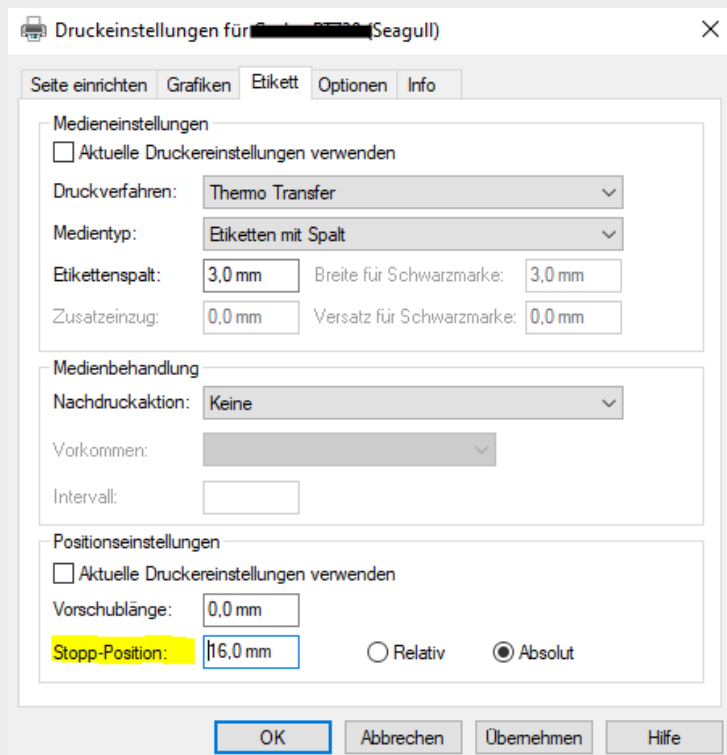 Druckeinstellungen für (Seagull)
Seite einrichten Grafiken Etikett Optionen Info
Medieneinstellungen
Aktuelle Druckereinstellungen verwenden
Druckverfahren: Thermo Transfer
Medientyp: Etiketten mit Spalt
Etikettenspalt: 3,0 mm Breite für Schwarzmarke: 3,0 mm
Zusatzeinzug: 0,0 mm Versatz für Schwarzmarke: 0,0 mm
Medienbehandlung
Nachdruckaktion: Keine
Vorkommen:
Intervall:
Positionseinstellungen
Aktuelle Druckereinstellungen verwenden
Vorschublänge: 0,0 mm
Stopp-Position: 16,0 mm Relativ Absolut
OK Abbrechen Übernehmen Hilfe